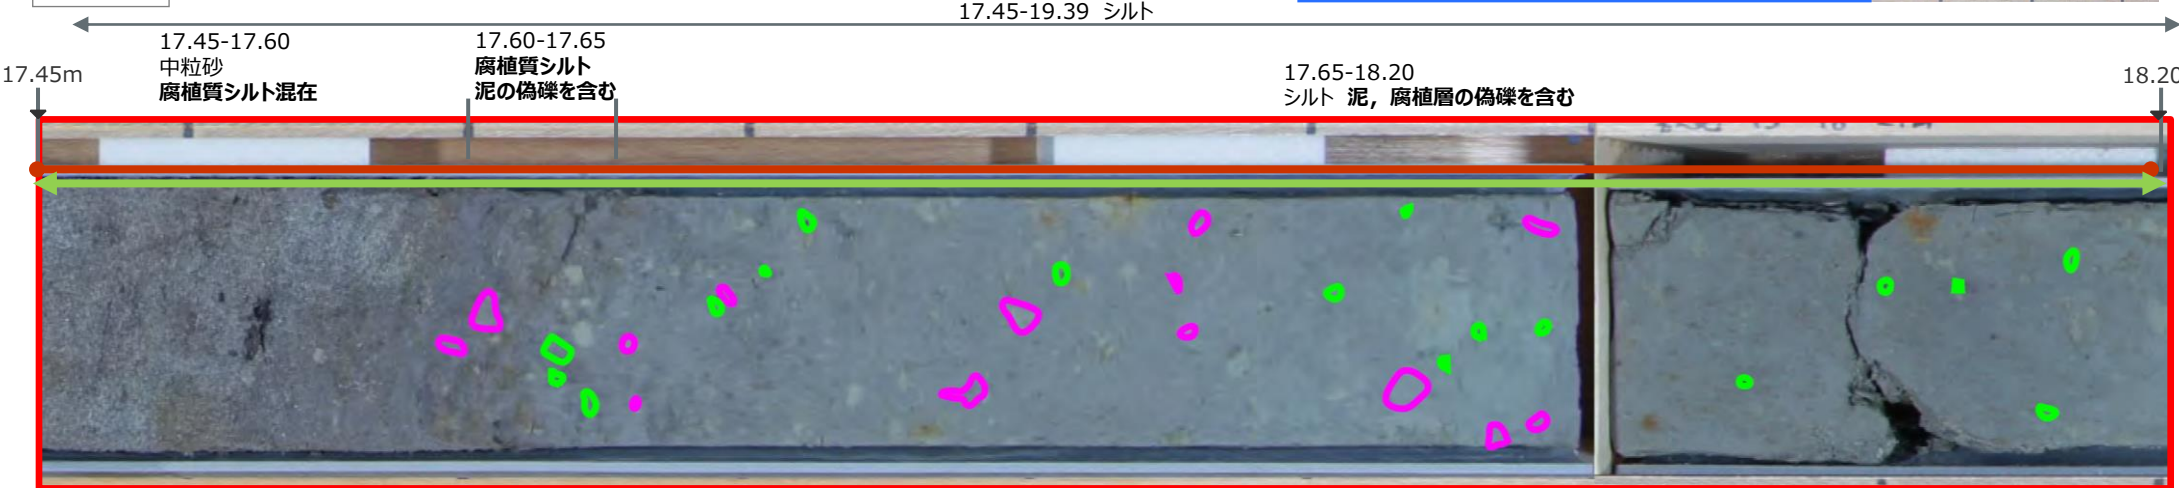 17.45-19.39 シルト
17.45-17.60
中粒砂
腐植質シルト混在
17.60-17.65
腐植質シルト
泥の偽礫を含む
17.65-18.20
シルト 泥，腐植層の偽礫を含む
17.45m
18.20